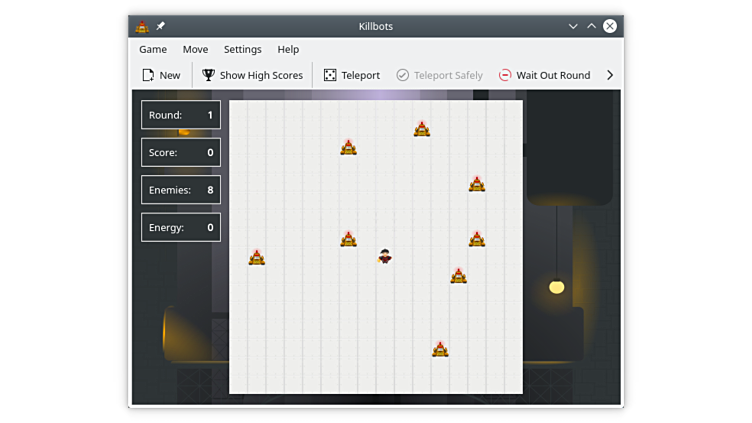 Killbots
Game Move Settings Help
New Show High Scores Teleport Teleport Safely Wait Out Round
Round: 1
Score: 0
Enemies: 8
Energy: 0